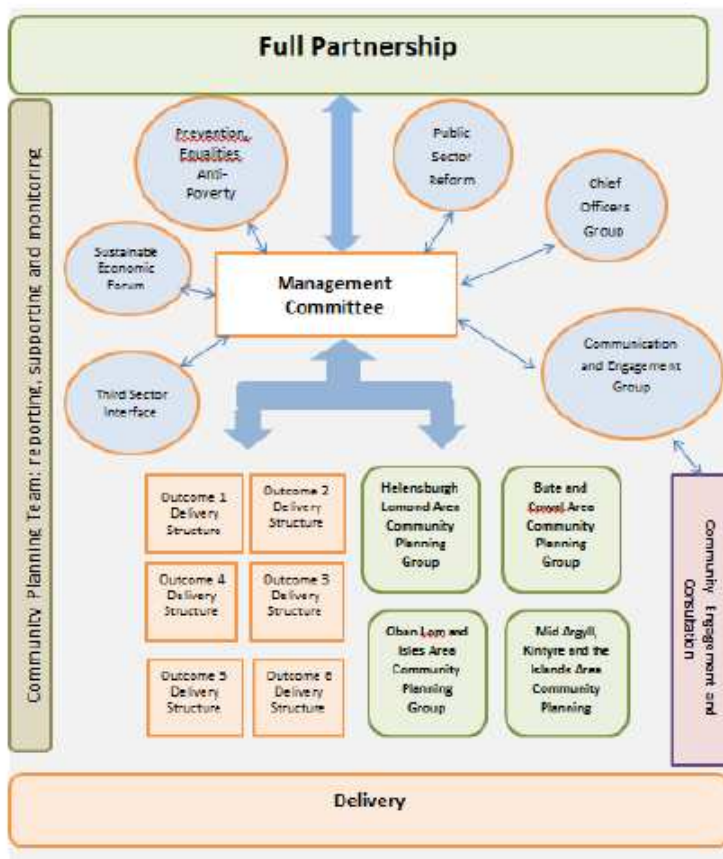 Full Partnership
Community Planning Team: reporting, supporting and monitoring
Prevention,
Equalities
Anti-
Poverty
Public
Sector
Reform
Chief
Officers
Group
Sustainable
Economic
Forum
Management
Committee
Communication
and Engagement
Group
Third Sector
Interface
Outcome 1
Delivery
Structure
Outcome 2
Delivery
Structure
Helensburgh
Lomond Area
Community
Planning
Group
Bute and
Cowal Area
Community
Planning
Group
Outcome 4
Delivery
Structure
Outcome 3
Delivery
Structure
Oban Lorn and
Isles Area
Community
Planning
Group
Mid Argyll,
Kintyre and the
Islands Area
Community
Planning
Outcome 5
Delivery
Structure
Outcome 6
Delivery
Structure
Community Engagement and
Consultation
Delivery